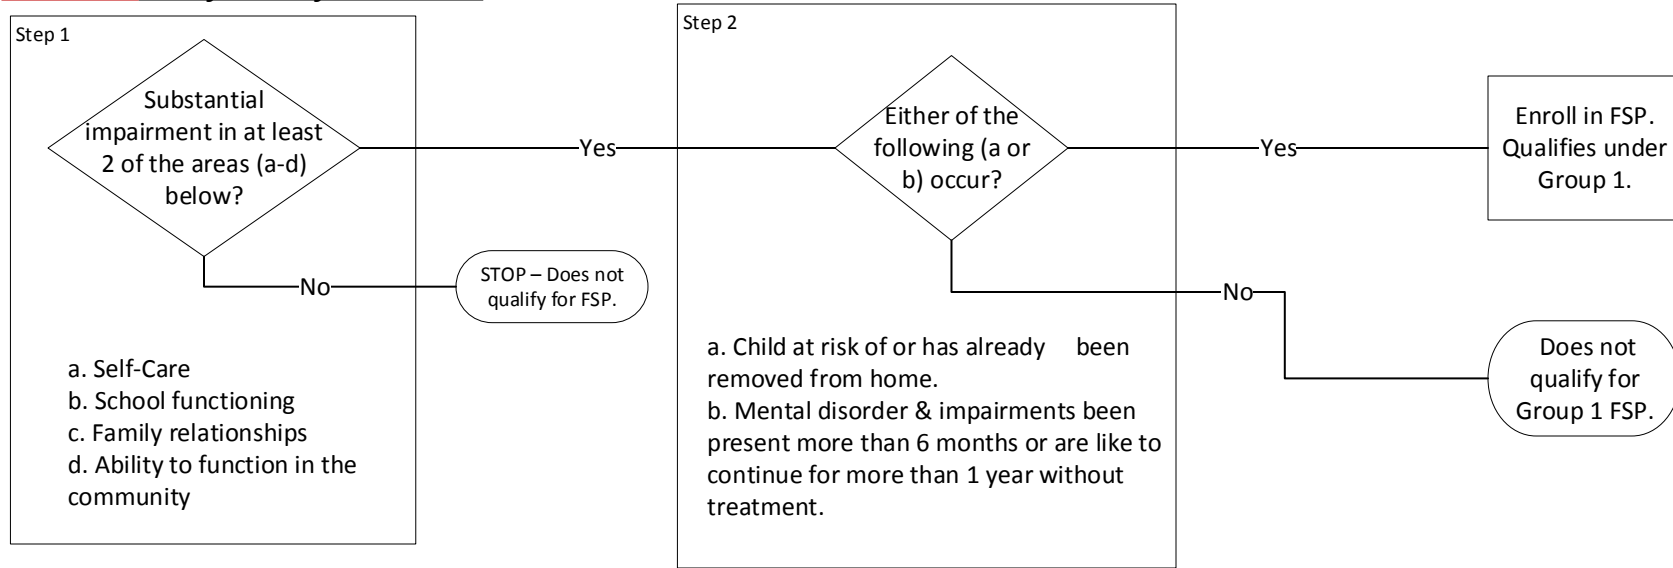 Step 1
Substantial
impairment in at least
2 of the areas (a-d)
below?
Yes
No
STOP – Does not
qualify for FSP.
a. Self-Care
b. School functioning
c. Family relationships
d. Ability to function in the
community
Step 2
Either of the
following (a or
b) occur?
Yes
No
a. Child at risk of or has already been
removed from home.
b. Mental disorder & impairments been
present more than 6 months or are like to
continue for more than 1 year without
treatment.
Enroll in FSP.
Qualifies under
Group 1.
Does not
qualify for
Group 1 FSP.